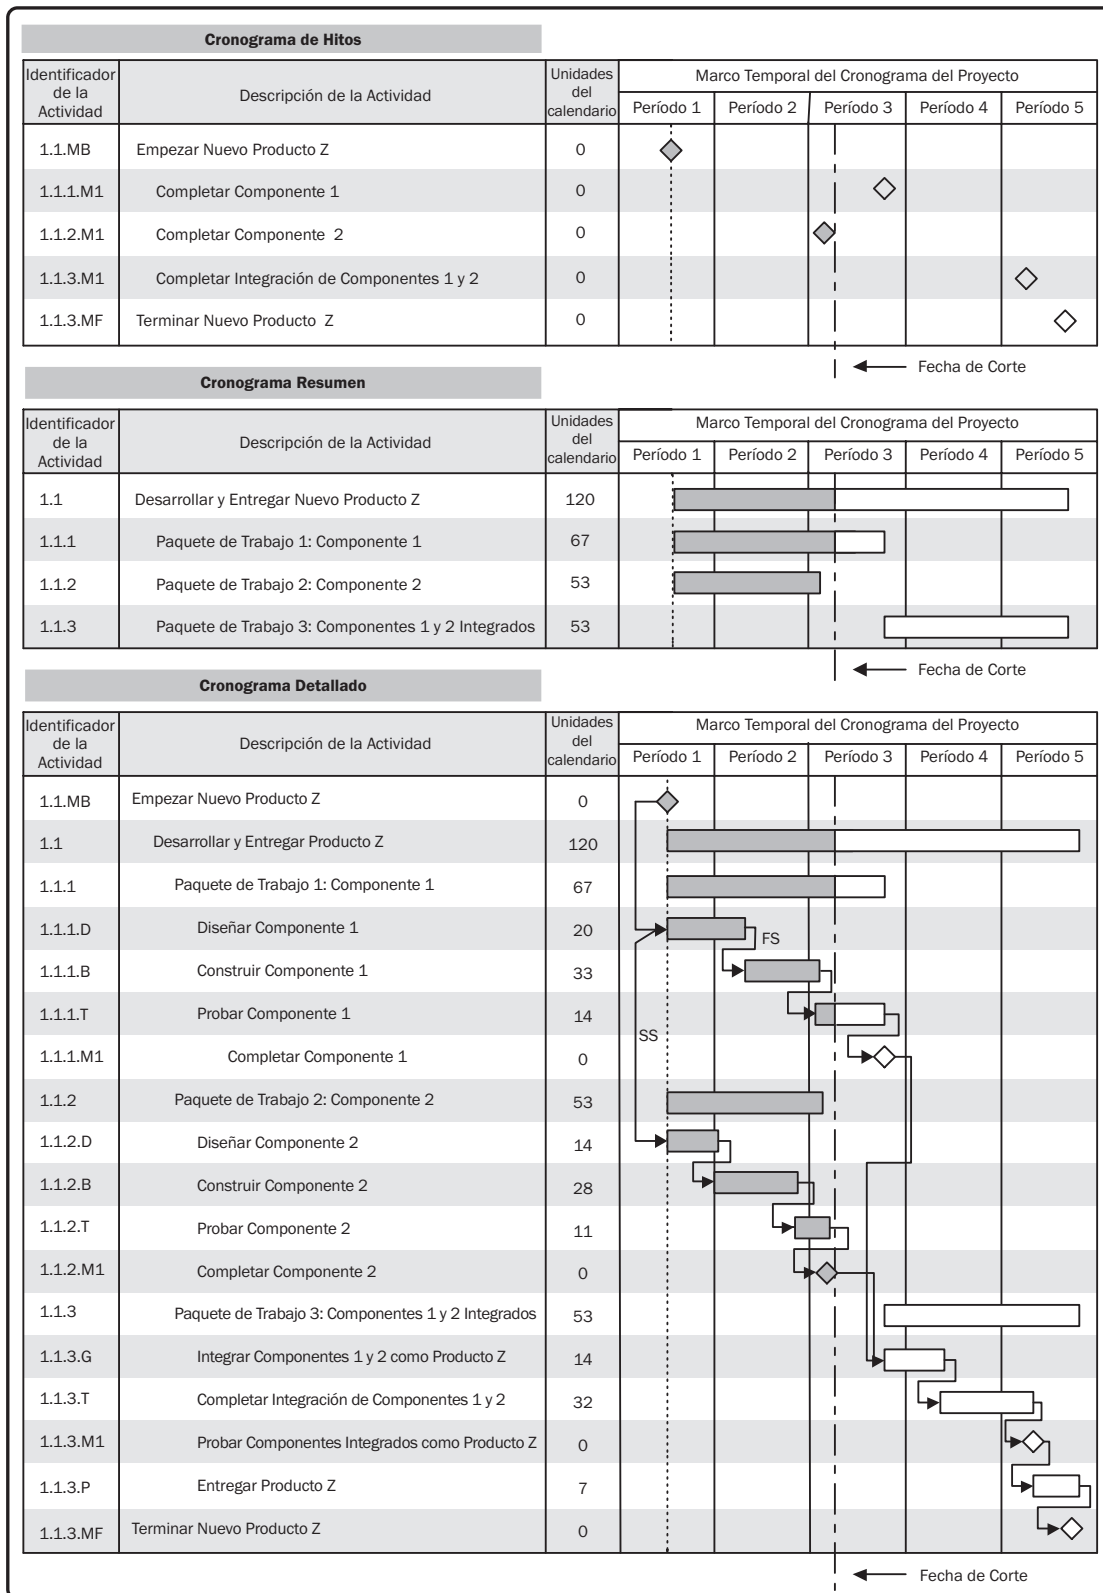 Cronograma de Hitos
Identificador de la Actividad
Descripción de la Actividad
Unidades del calendario
Marco Temporal del Cronograma del Proyecto
Período 1 Período 2 Período 3 Período 4 Período 5
1.1.MB Empezar Nuevo Producto Z 0
1.1.1.M1 Completar Componente 1 0
1.1.2.M1 Completar Componente 2 0
1.1.3.M1 Completar Integración de Componentes 1 y 2 0
1.1.3.MF Terminar Nuevo Producto Z 0
Fecha de Corte
Cronograma Resumen
Identificador de la Actividad
Descripción de la Actividad
Unidades del calendario
Marco Temporal del Cronograma del Proyecto
Período 1 Período 2 Período 3 Período 4 Período 5
1.1 Desarrollar y Entregar Nuevo Producto Z 120
1.1.1 Paquete de Trabajo 1: Componente 1 67
1.1.2 Paquete de Trabajo 2: Componente 2 53
1.1.3 Paquete de Trabajo 3: Componentes 1 y 2 Integrados 53
Fecha de Corte
Cronograma Detallado
Identificador de la Actividad
Descripción de la Actividad
Unidades del calendario
Marco Temporal del Cronograma del Proyecto
Período 1 Período 2 Período 3 Período 4 Período 5
1.1.MB Empezar Nuevo Producto Z 0
1.1 Desarrollar y Entregar Producto Z 120
1.1.1 Paquete de Trabajo 1: Componente 1 67
1.1.1.D Diseñar Componente 1 20
FS
1.1.1.B Construir Componente 1 33
1.1.1.T Probar Componente 1 14
SS
1.1.1.M1 Completar Componente 1 0
1.1.2 Paquete de Trabajo 2: Componente 2 53
1.1.2.D Diseñar Componente 2 14
1.1.2.B Construir Componente 2 28
1.1.2.T Probar Componente 2 11
1.1.2.M1 Completar Componente 2 0
1.1.3 Paquete de Trabajo 3: Componentes 1 y 2 Integrados 53
1.1.3.G Integrar Componentes 1 y 2 como Producto Z 14
1.1.3.T Completar Integración de Componentes 1 y 2 32
1.1.3.M1 Probar Componentes Integrados como Producto Z 0
1.1.3.P Entregar Producto Z 7
1.1.3.MF Terminar Nuevo Producto Z 0
Fecha de Corte